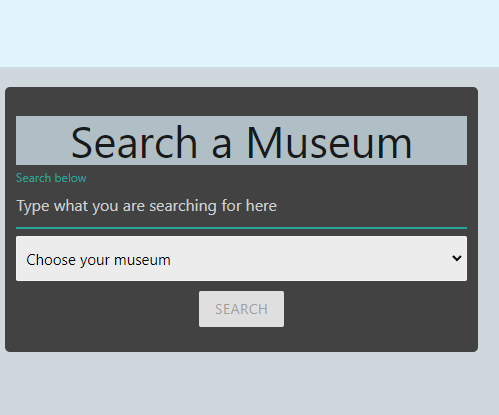 Search a Museum
Search below
Type what you are searching for here
Choose your museum
SEARCH